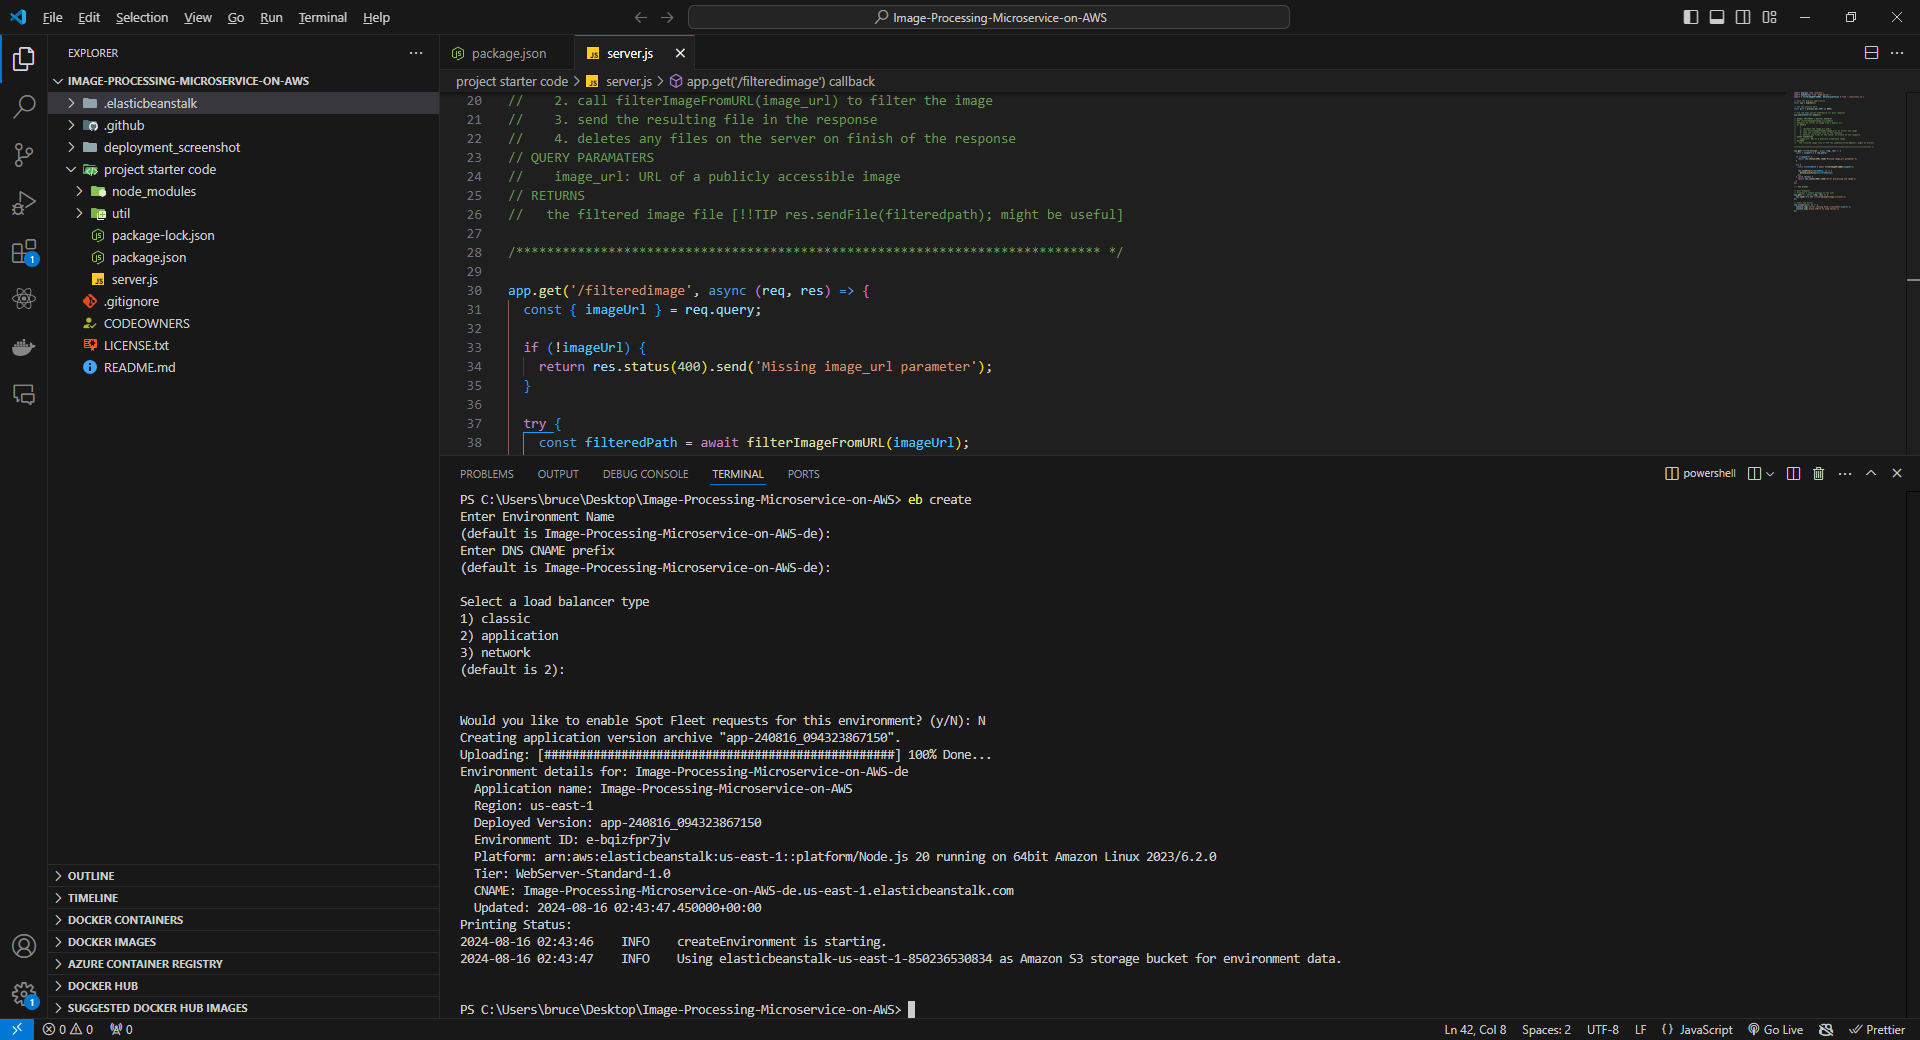 File Edit Selection View Go Run Terminal Help
Image-Processing-Microservice-on-AWS
EXPLORER
IMAGE-PROCESSING-MICROSERVICE-ON-AWS
.elasticbeanstalk
.github
deployment_screenshot
project starter code
node_modules
util
package-lock.json
package.json
server.js
.gitignore
CODEOWNERS
LICENSE.txt
README.md
OUTLINE
TIMELINE
DOCKER CONTAINERS
DOCKER IMAGES
AZURE CONTAINER REGISTRY
DOCKER HUB
SUGGESTED DOCKER HUB IMAGES
1
1
package.json server.js
project starter code > server.js > app.get('/filteredimage') callback
20 // 2. call filterImageFromURL(image_url) to filter the image
21 // 3. send the resulting file in the response
22 // 4. deletes any files on the server on finish of the response
23 // QUERY PARAMATERS
24 // image_url: URL of a publicly accessible image
25 // RETURNS
26 // the filtered image file [!!TIP res.sendFile(filteredpath); might be useful]
27
28 /**************************************************************************** */
29
30 app.get('/filteredimage', async (req, res) => {
31 const { imageUrl } = req.query;
32
33 if (!imageUrl) {
34 return res.status(400).send('Missing image_url parameter');
35 }
36
37 try {
38 const filteredPath = await filterImageFromURL(imageUrl);
PROBLEMS OUTPUT DEBUG CONSOLE TERMINAL PORTS
powershell
PS C:\Users\bruce\Desktop\Image-Processing-Microservice-on-AWS> eb create
Enter Environment Name
(default is Image-Processing-Microservice-on-AWS-de):
Enter DNS CNAME prefix
(default is Image-Processing-Microservice-on-AWS-de):
Select a load balancer type
1) classic
2) application
3) network
(default is 2):
Would you like to enable Spot Fleet requests for this environment? (y/N): N
Creating application version archive "app-240816_094323867150".
Uploading: [##################################################] 100% Done...
Environment details for: Image-Processing-Microservice-on-AWS-de
Application name: Image-Processing-Microservice-on-AWS
Region: us-east-1
Deployed Version: app-240816_094323867150
Environment ID: e-bqizfpr7jv
Platform: arn:aws:elasticbeanstalk:us-east-1::platform/Node.js 20 running on 64bit Amazon Linux 2023/6.2.0
Tier: WebServer-Standard-1.0
CNAME: Image-Processing-Microservice-on-AWS-de.us-east-1.elasticbeanstalk.com
Updated: 2024-08-16 02:43:47.450000+00:00
Printing Status:
2024-08-16 02:43:46 INFO createEnvironment is starting.
2024-08-16 02:43:47 INFO Using elasticbeanstalk-us-east-1-850236530834 as Amazon S3 storage bucket for environment data.
PS C:\Users\bruce\Desktop\Image-Processing-Microservice-on-AWS>
0 0 0 Ln 42, Col 8 Spaces: 2 UTF-8 LF {} JavaScript Go Live Prettier